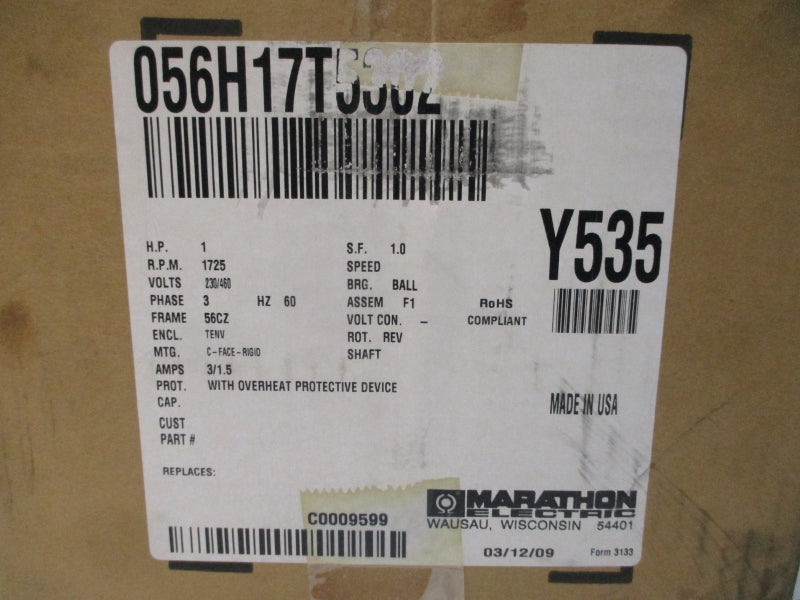 056H17T5302
Y535
H.P. 1 S.F. 1.0
R.P.M. 1725 SPEED
VOLTS 230/460 BRG. BALL
PHASE 3 HZ 60 ASSEM F1 RoHS
FRAME 56CZ VOLT CON. – COMPLIANT
ENCL. TENV ROT. REV
MTG. C-FACE-RIGID SHAFT
AMPS 3/1.5
PROT. WITH OVERHEAT PROTECTIVE DEVICE
CAP.
MADE IN USA
CUST
PART #
REPLACES:
MARATHON
ELECTRIC
C0009599
WAUSAU, WISCONSIN 54401
03/12/09 Form 3133